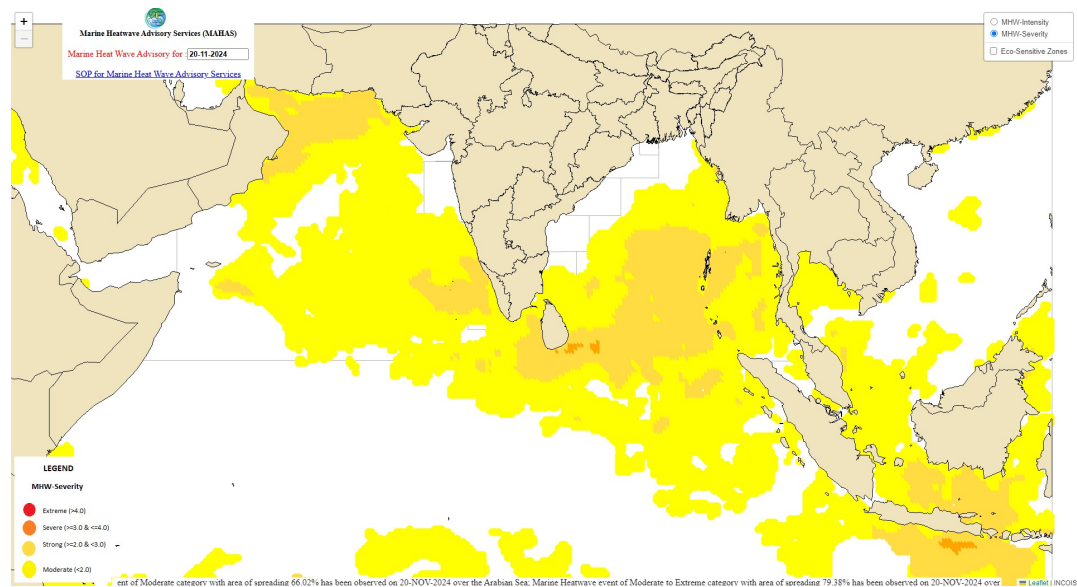 +
−
Marine Heatwave Advisory Services (MAHAS)
Marine Heat Wave Advisory for : 20-11-2024
SOP for Marine Heat Wave Advisory Services
MHW-Intensity
MHW-Severity
Eco-Sensitive Zones
LEGEND
MHW-Severity
Extreme (>4.0)
Severe (>=3.0 & <=4.0)
Strong (>=2.0 & <3.0)
Moderate (<2.0)
ent of Moderate category with area of spreading 66.02% has been observed on 20-NOV-2024 over the Arabian Sea; Marine Heatwave event of Moderate to Extreme category with area of spreading 79.38% has been observed on 20-NOV-2024 over
Leaflet | INCOIS